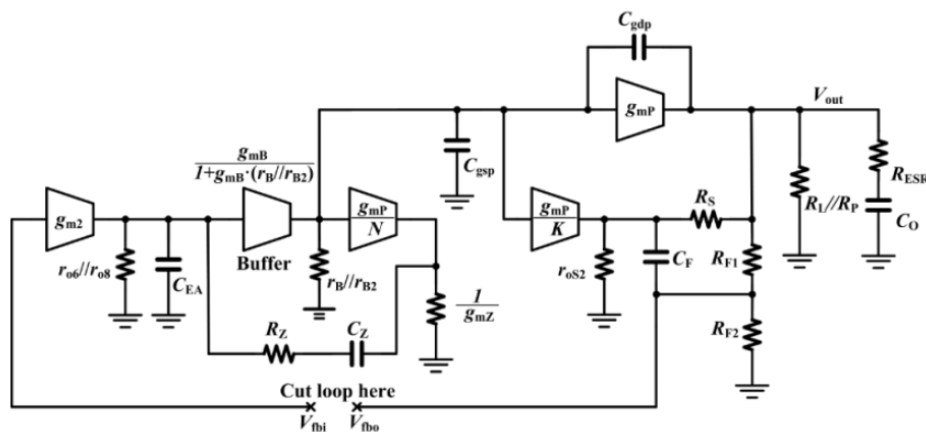 C_gdp
g_mP
V_out
g_mB
1+g_mB·(r_B//r_B2)
C_gsp
R_ESR
g_m2
g_mP
N
g_mP
K
R_S
R_L//R_P
C_O
Buffer
r_o6//r_o8
C_EA
r_B//r_B2
r_oS2
C_F
R_F1
1
g_mZ
R_Z
C_Z
R_F2
Cut loop here
V_fbi V_fbo